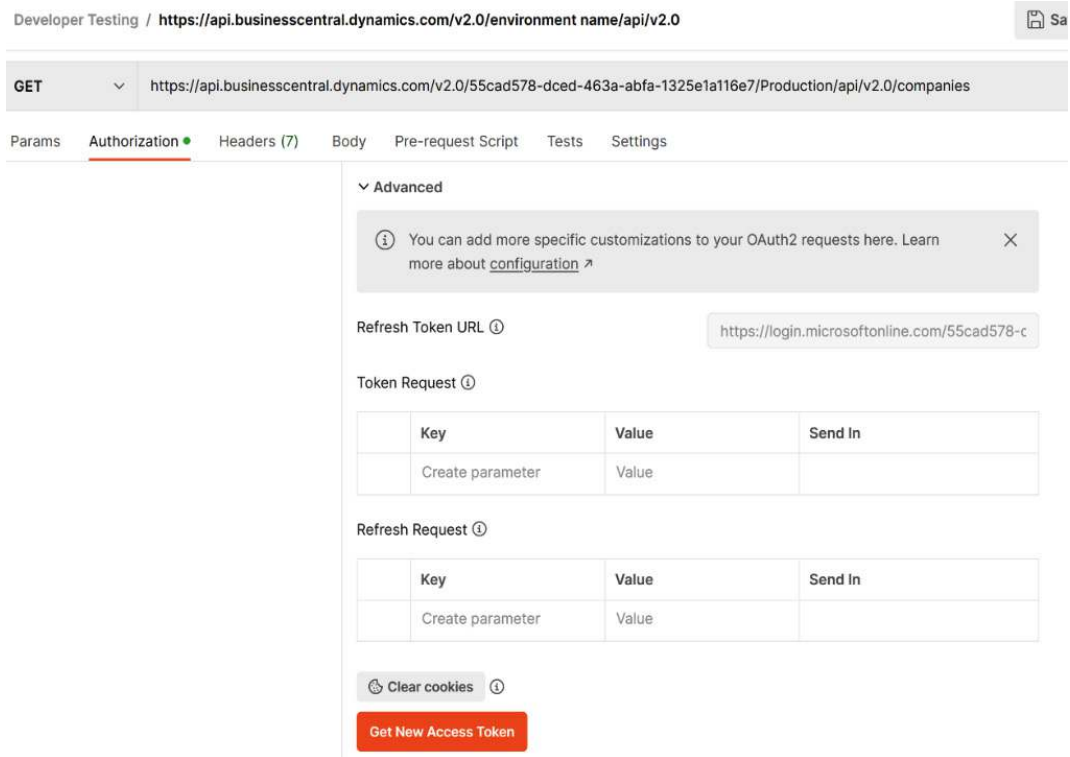 Developer Testing / https://api.businesscentral.dynamics.com/v2.0/environment name/api/v2.0
Sa
GET https://api.businesscentral.dynamics.com/v2.0/55cad578-dced-463a-abfa-1325e1a116e7/Production/api/v2.0/companies
Params Authorization Headers (7) Body Pre-request Script Tests Settings
Advanced
You can add more specific customizations to your OAuth2 requests here. Learn
more about configuration ↗
Refresh Token URL
https://login.microsoftonline.com/55cad578-c
Token Request
Key Value Send In
Create parameter Value
Refresh Request
Key Value Send In
Create parameter Value
Clear cookies
Get New Access Token